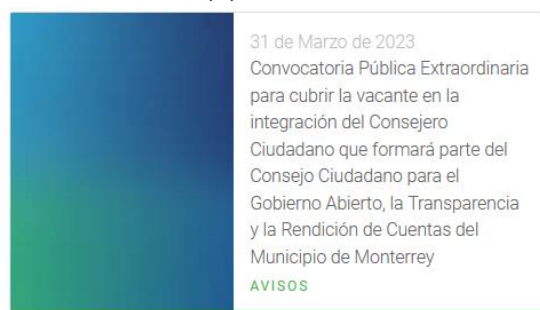 31 de Marzo de 2023
Convocatoria Pública Extraordinaria
para cubrir la vacante en la
integración del Consejero
Ciudadano que formará parte del
Consejo Ciudadano para el
Gobierno Abierto, la Transparencia
y la Rendición de Cuentas del
Municipio de Monterrey
AVISOS